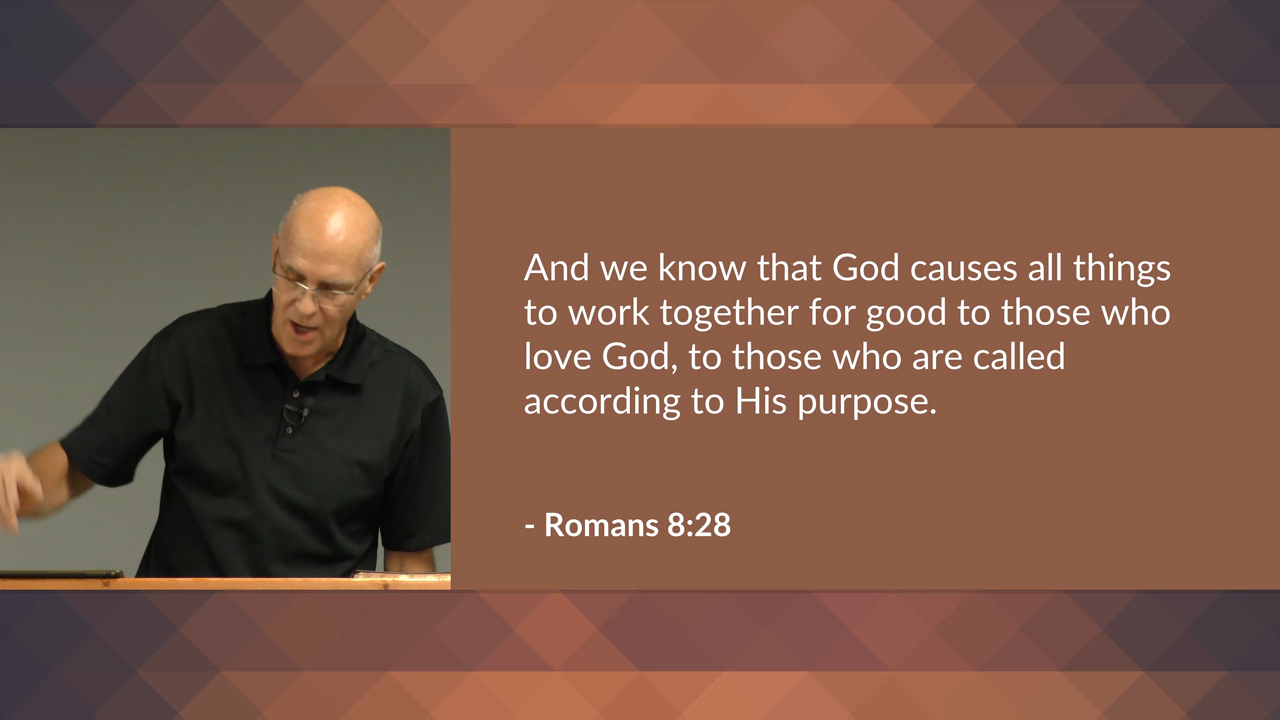 And we know that God causes all things
to work together for good to those who
love God, to those who are called
according to His purpose.
- Romans 8:28